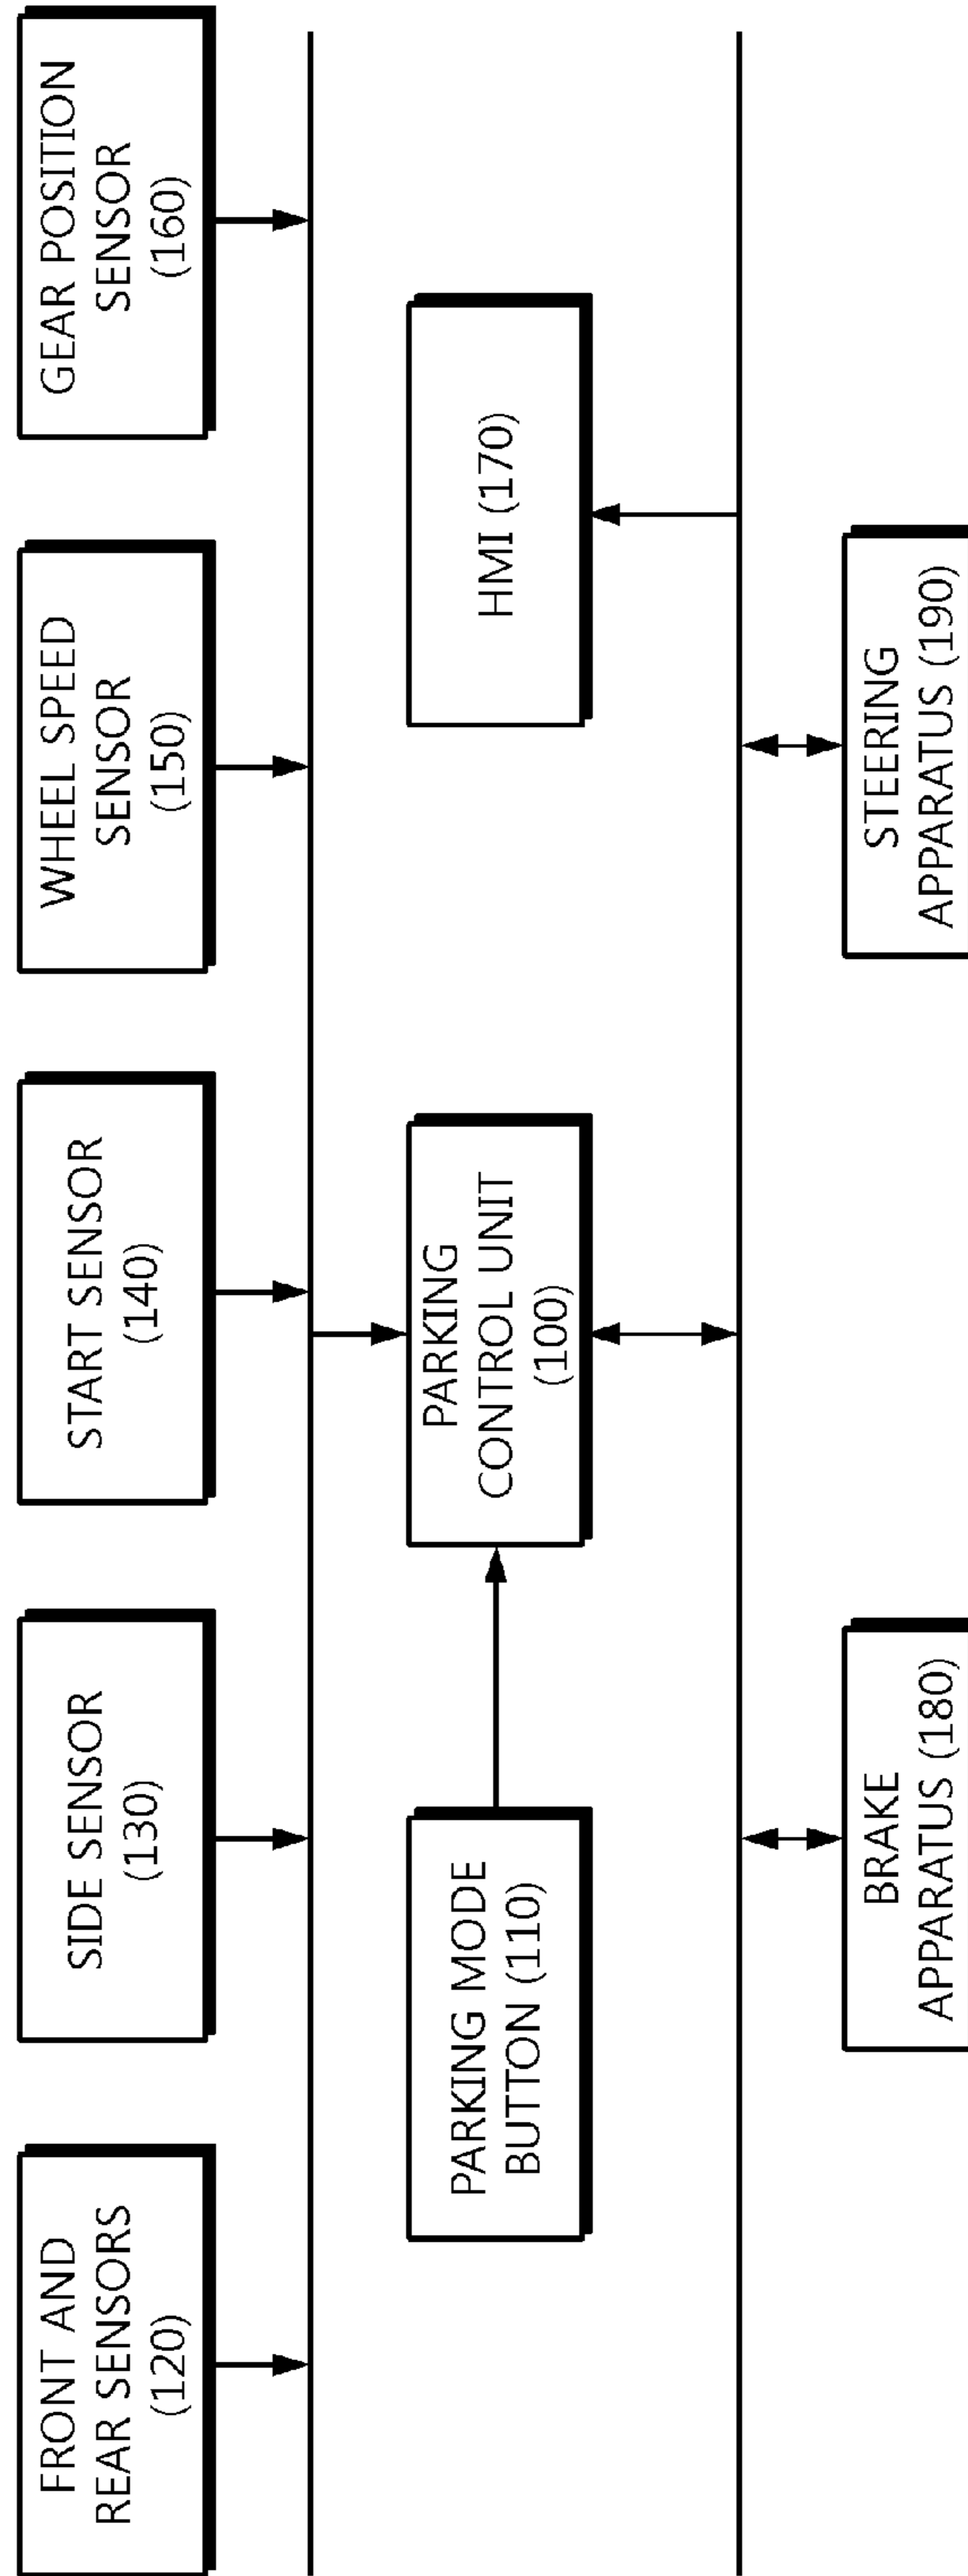 FRONT AND
REAR SENSORS
(120)
SIDE SENSOR
(130)
START SENSOR
(140)
WHEEL SPEED
SENSOR
(150)
GEAR POSITION
SENSOR
(160)
PARKING MODE
BUTTON (110)
PARKING
CONTROL UNIT
(100)
HMI (170)
BRAKE
APPARATUS (180)
STEERING
APPARATUS (190)